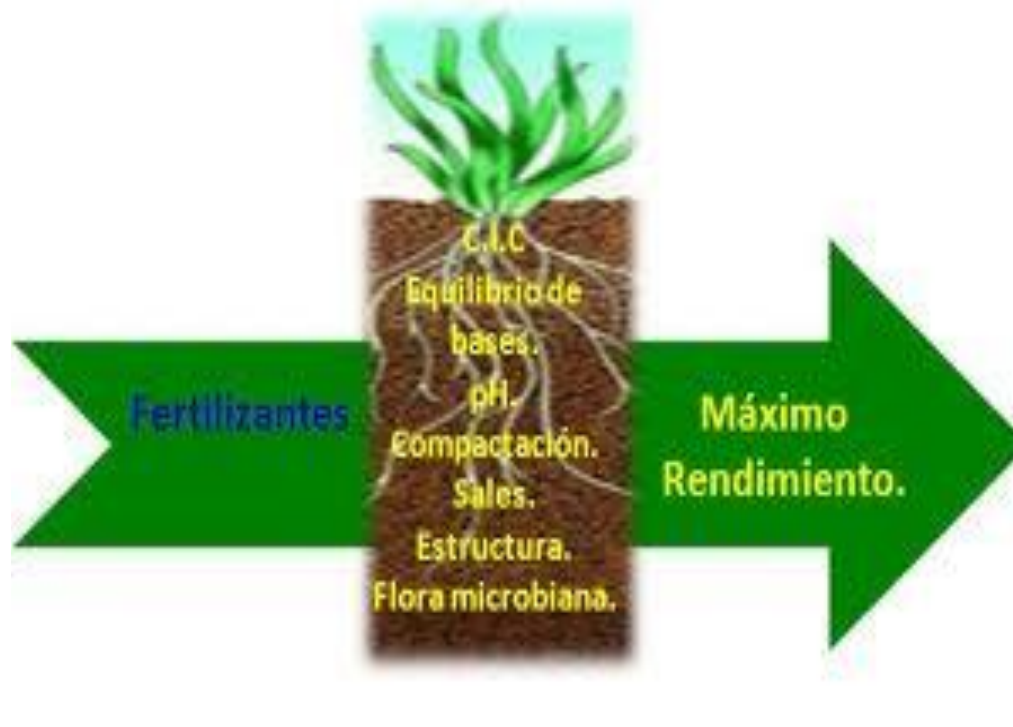 Fertilizantes
C.I.C
Equilibrio de
bases.
pH.
Compactación.
Sales.
Estructura.
Flora microbiana.
Máximo
Rendimiento.